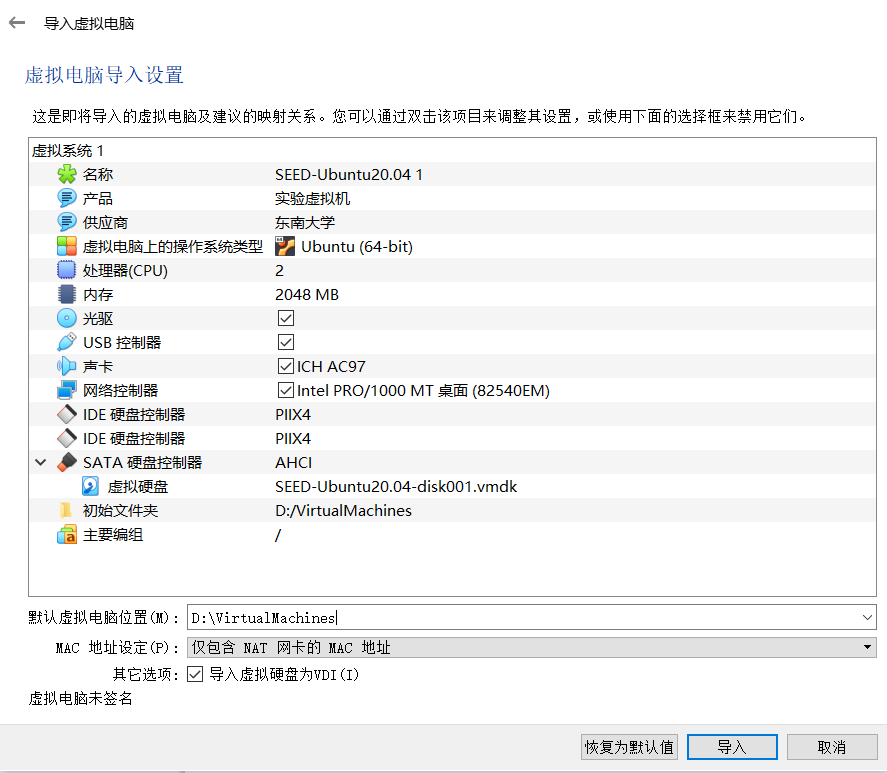 导入虚拟电脑
虚拟电脑导入设置
这是即将导入的虚拟电脑及建议的映射关系。您可以通过双击该项目来调整其设置，或使用下面的选择框来禁用它们。
虚拟系统 1
名称 SEED-Ubuntu20.04 1
产品 实验虚拟机
供应商 东南大学
虚拟电脑上的操作系统类型 Ubuntu (64-bit)
处理器(CPU) 2
内存 2048 MB
光驱
USB 控制器
声卡 ICH AC97
网络控制器 Intel PRO/1000 MT 桌面 (82540EM)
IDE 硬盘控制器 PIIX4
IDE 硬盘控制器 PIIX4
SATA 硬盘控制器 AHCI
虚拟硬盘 SEED-Ubuntu20.04-disk001.vmdk
初始文件夹 D:/VirtualMachines
主要编组 /
默认虚拟电脑位置(M)： D:\VirtualMachines
MAC 地址设定(P)： 仅包含 NAT 网卡的 MAC 地址
其它选项： 导入虚拟硬盘为VDI(I)
虚拟电脑未签名
恢复为默认值 导入 取消